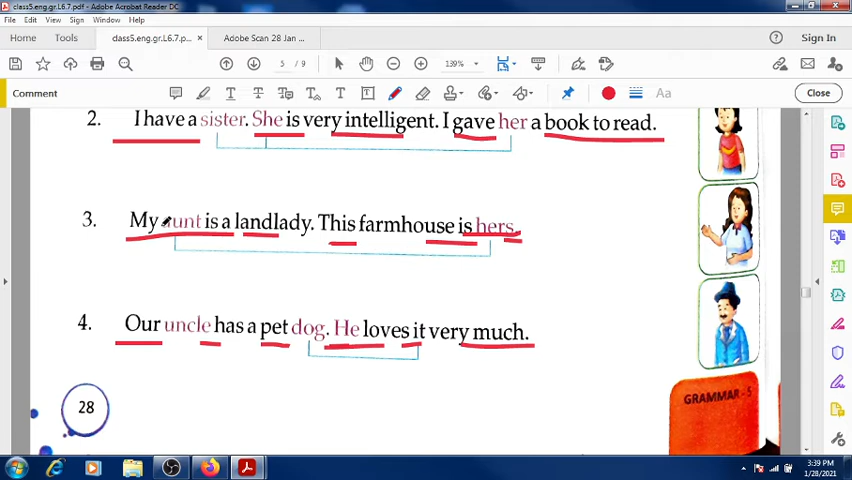 class5.eng.gr.L6.7.pdf - Adobe Acrobat Reader DC
File Edit View Sign Window Help
Home Tools class5.eng.gr.L6.7.p... × Adobe Scan 28 Jan ... Sign In
5 / 9 139%
Comment Aa Close
2. I have a sister. She is very intelligent. I gave her a book to read.
3. My aunt is a landlady. This farmhouse is hers.
4. Our uncle has a pet dog. He loves it very much.
28
GRAMMAR - 5
3:39 PM
1/28/2021